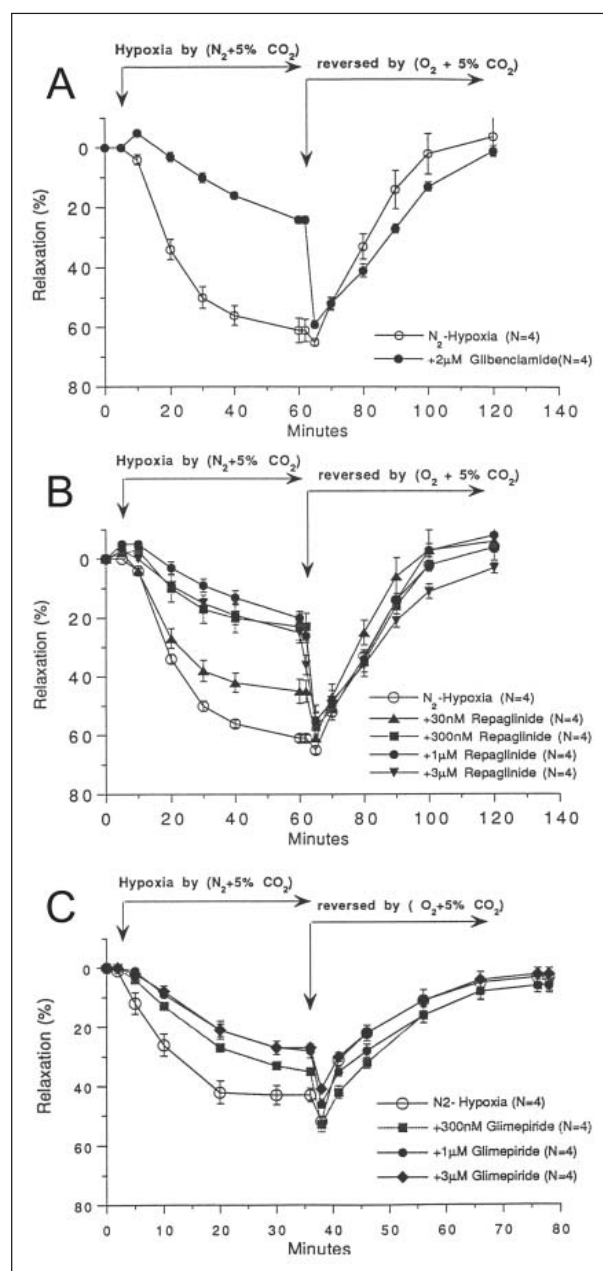 A
Hypoxia by (N2+5% CO2)
reversed by (O2 + 5% CO2)
Relaxation (%)
0
20
40
60
80
N2-Hypoxia (N=4)
+2μM Glibenclamide(N=4)
0 20 40 60 80 100 120 140
Minutes
B
Hypoxia by (N2+5% CO2)
reversed by (O2 + 5% CO2)
Relaxation (%)
0
20
40
60
80
N2-Hypoxia (N=4)
+30nM Repaglinide (N=4)
+300nM Repaglinide (N=4)
+1μM Repaglinide (N=4)
+3μM Repaglinide (N=4)
0 20 40 60 80 100 120 140
Minutes
C
Hypoxia by (N2+5% CO2)
reversed by ( O2+5% CO2)
Relaxation (%)
0
20
40
60
80
N2- Hypoxia (N=4)
+300nM Glimepiride (N=4)
+1μM Glimepiride (N=4)
+3μM Glimepiride (N=4)
0 10 20 30 40 50 60 70 80
Minutes